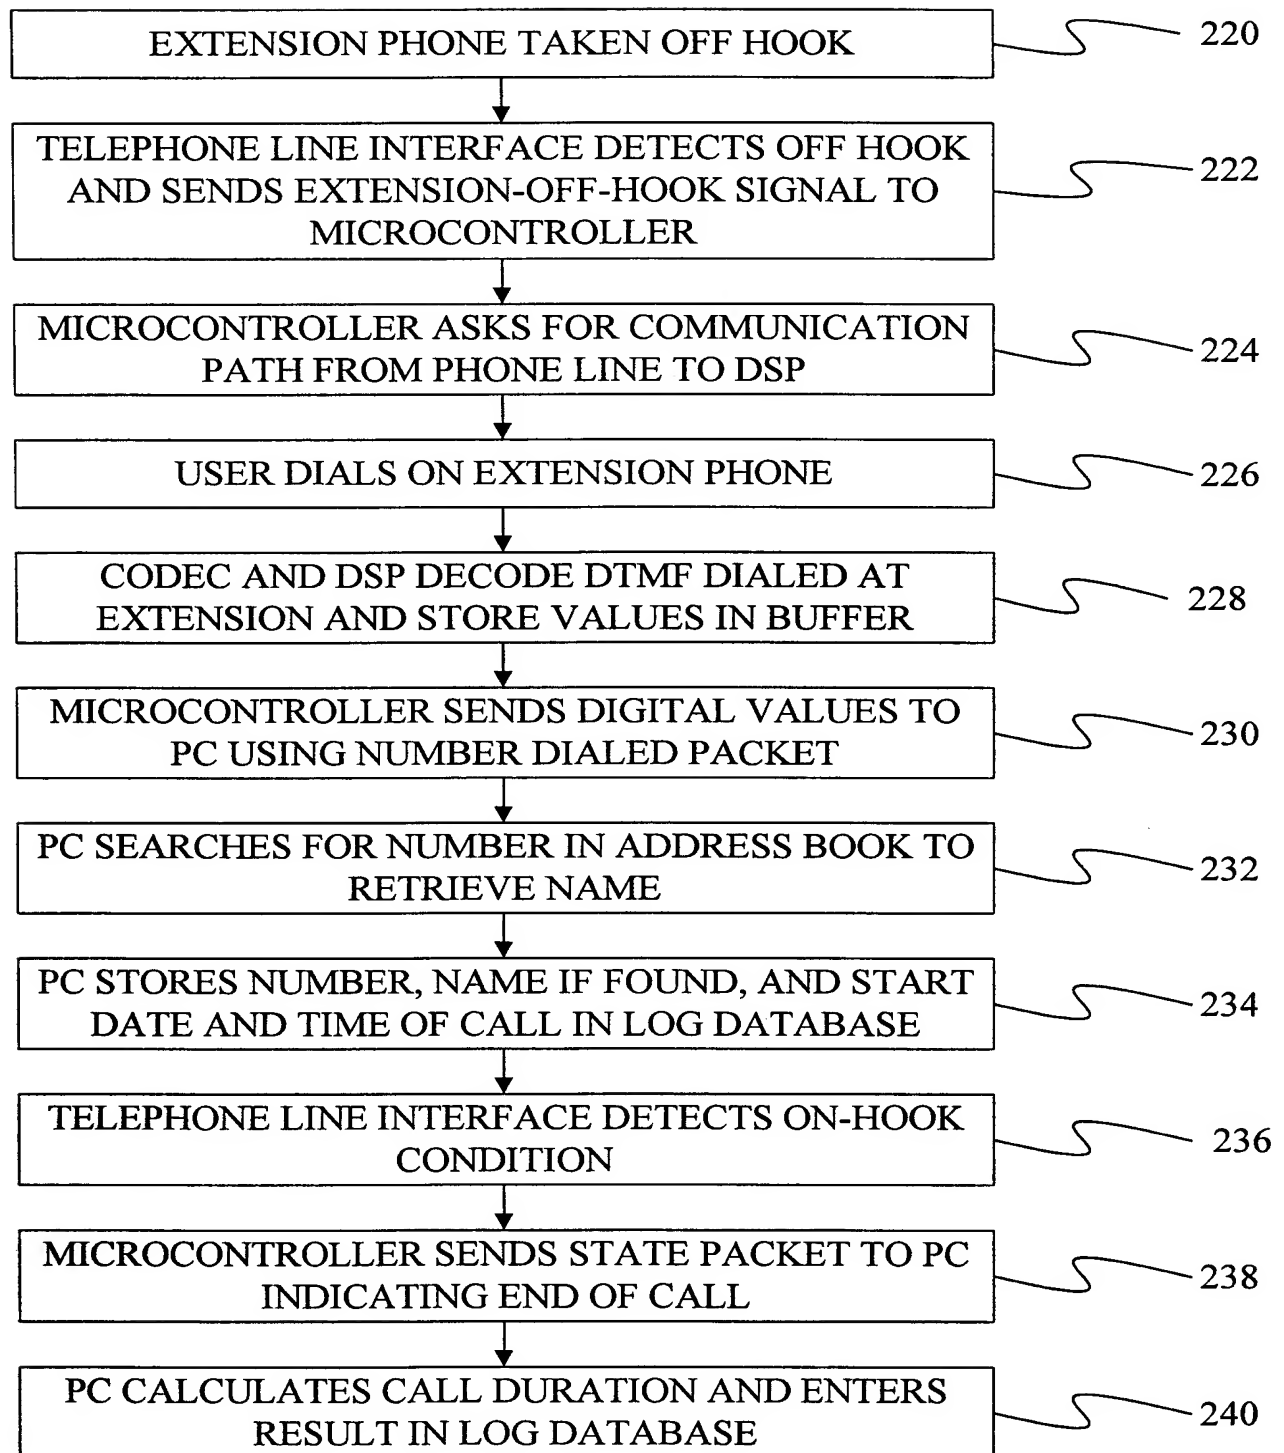 EXTENSION PHONE TAKEN OFF HOOK
220
TELEPHONE LINE INTERFACE DETECTS OFF HOOK
AND SENDS EXTENSION-OFF-HOOK SIGNAL TO
MICROCONTROLLER
222
MICROCONTROLLER ASKS FOR COMMUNICATION
PATH FROM PHONE LINE TO DSP
224
USER DIALS ON EXTENSION PHONE
226
CODEC AND DSP DECODE DTMF DIALED AT
EXTENSION AND STORE VALUES IN BUFFER
228
MICROCONTROLLER SENDS DIGITAL VALUES TO
PC USING NUMBER DIALED PACKET
230
PC SEARCHES FOR NUMBER IN ADDRESS BOOK TO
RETRIEVE NAME
232
PC STORES NUMBER, NAME IF FOUND, AND START
DATE AND TIME OF CALL IN LOG DATABASE
234
TELEPHONE LINE INTERFACE DETECTS ON-HOOK
CONDITION
236
MICROCONTROLLER SENDS STATE PACKET TO PC
INDICATING END OF CALL
238
PC CALCULATES CALL DURATION AND ENTERS
RESULT IN LOG DATABASE
240